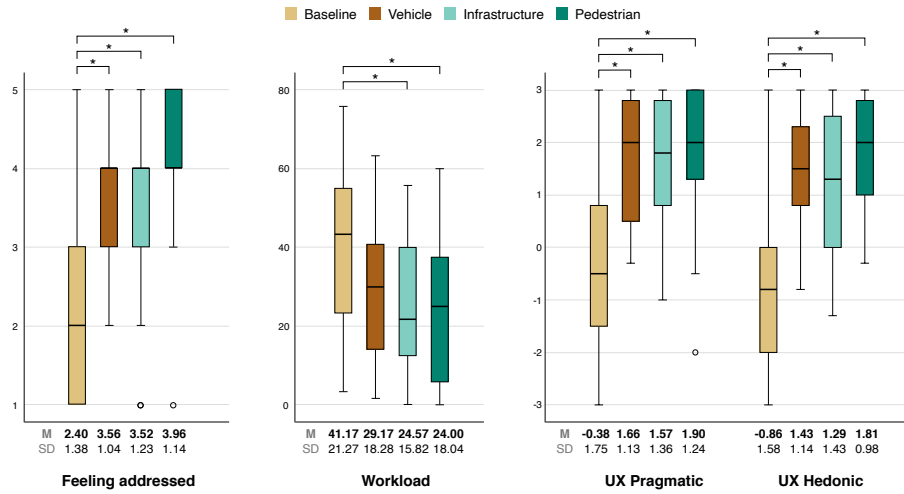 Baseline Vehicle Infrastructure Pedestrian
* * *
5
4
3
2
1
M 2.40 3.56 3.52 3.96
SD 1.38 1.04 1.23 1.14
Feeling addressed
* *
80
60
40
20
0
41.17 29.17 24.57 24.00
21.27 18.28 15.82 18.04
Workload
* * *
* * *
3
2
1
0
-1
-2
-3
M -0.38 1.66 1.57 1.90 -0.86 1.43 1.29 1.81
SD 1.75 1.13 1.36 1.24 1.58 1.14 1.43 0.98
UX Pragmatic UX Hedonic